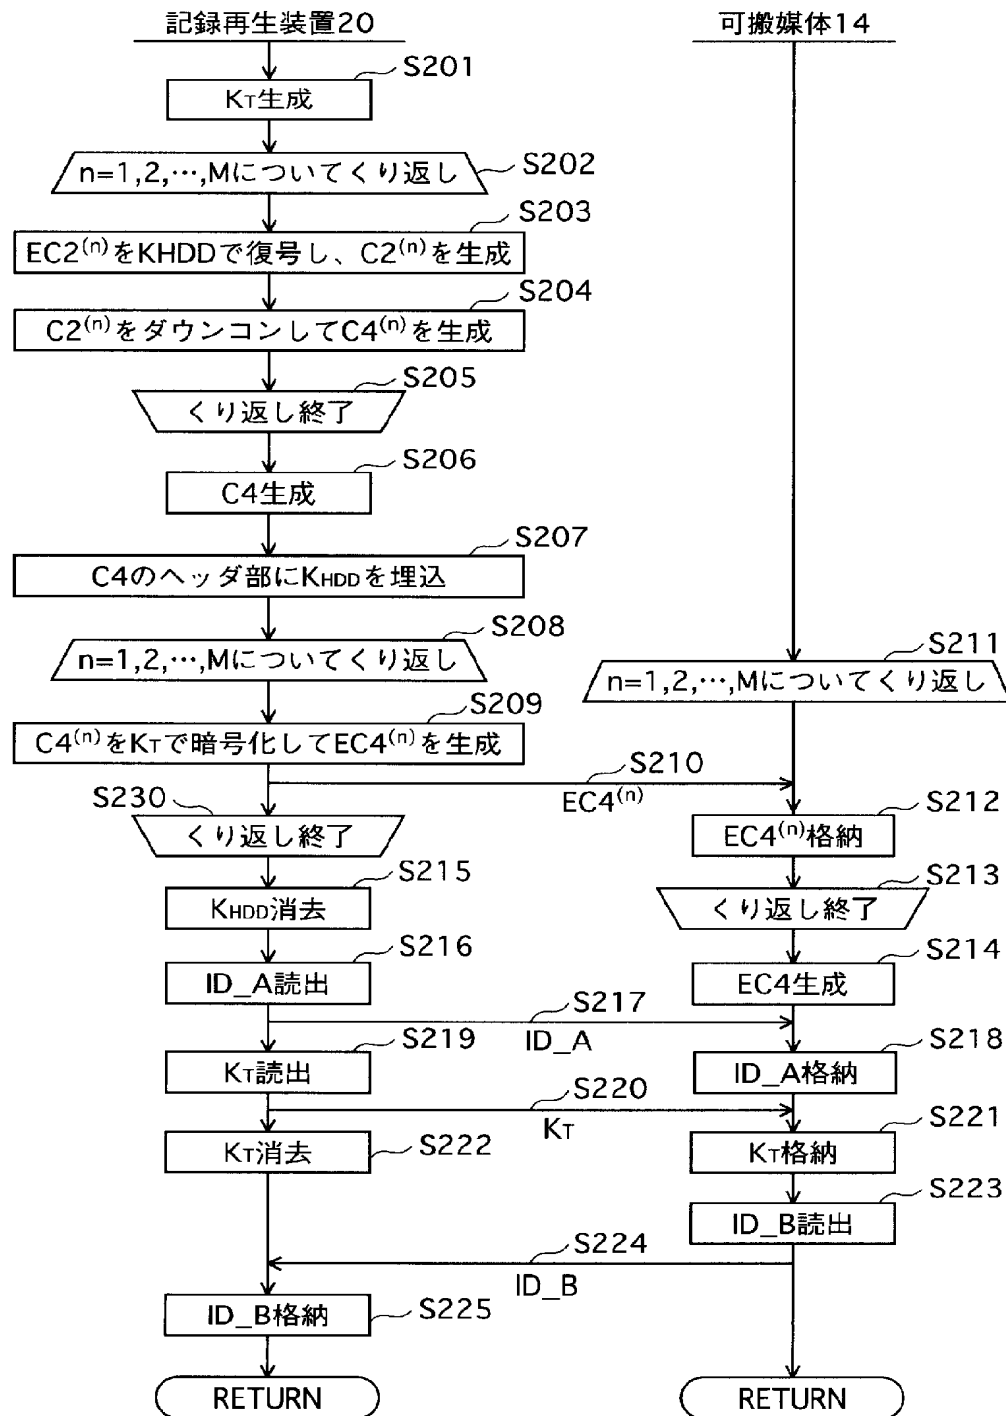 記録再生装置20
可搬媒体14
S201
KT生成
S202
n=1,2,…,Mについてくり返し
S203
EC2(n)をKHDDで復号し、C2(n)を生成
S204
C2(n)をダウンコンしてC4(n)を生成
S205
くり返し終了
S206
C4生成
S207
C4のヘッダ部にKHDDを埋込
S208
n=1,2,…,Mについてくり返し
S211
n=1,2,…,Mについてくり返し
S209
C4(n)をKTで暗号化してEC4(n)を生成
S210
EC4(n)
S230
くり返し終了
S212
EC4(n)格納
S215
KHDD消去
S213
くり返し終了
S216
ID_A読出
S214
EC4生成
S217
ID_A
S219
KT読出
S218
ID_A格納
S220
KT
S222
KT消去
S221
KT格納
S223
ID_B読出
S224
ID_B
S225
ID_B格納
RETURN
RETURN